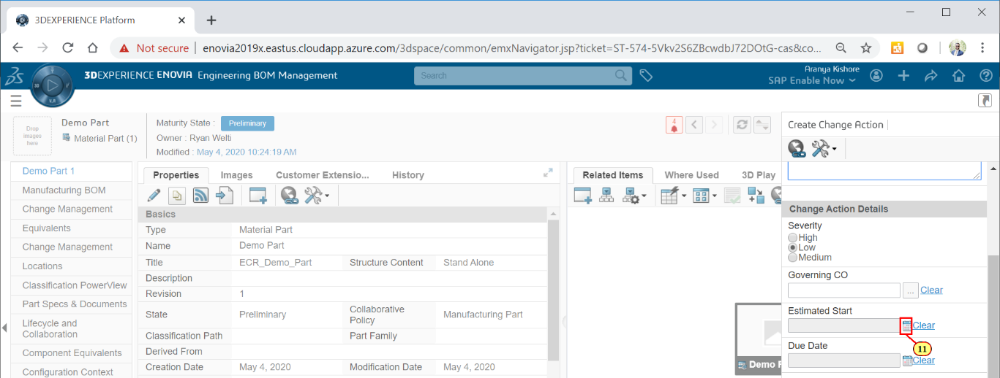 3DEXPERIENCE Platform
Not secure | enovia2019x.eastus.cloudapp.azure.com/3dspace/common/emxNavigator.jsp?ticket=ST-574-5Vkv2S6ZBcwdbJ72DOtG-cas&co...
3DEXPERIENCE ENOVIA Engineering BOM Management
Search
Aranya Kishore
SAP Enable Now
3D
V.R
Drop images here
Demo Part
Material Part (1)
Maturity State : Preliminary
Owner : Ryan Welti
Modified : May 4, 2020 10:24:19 AM
4
Demo Part 1
Manufacturing BOM
Change Management
Equivalents
Change Management
Locations
Classification PowerView
Part Specs & Documents
Lifecycle and
Collaboration
Component Equivalents
Configuration Context
Properties Images Customer Extensio... History
Basics
Type Material Part
Name Demo Part
Title ECR_Demo_Part Structure Content Stand Alone
Description
Revision 1
State Preliminary Collaborative Policy Manufacturing Part
Classification Path Part Family
Derived From
Creation Date May 4, 2020 Modification Date May 4, 2020
Related Items Where Used 3D Play
Demo
Create Change Action
Change Action Details
Severity
High
Low
Medium
Governing CO
... Clear
Estimated Start
Clear
11
Due Date
Clear